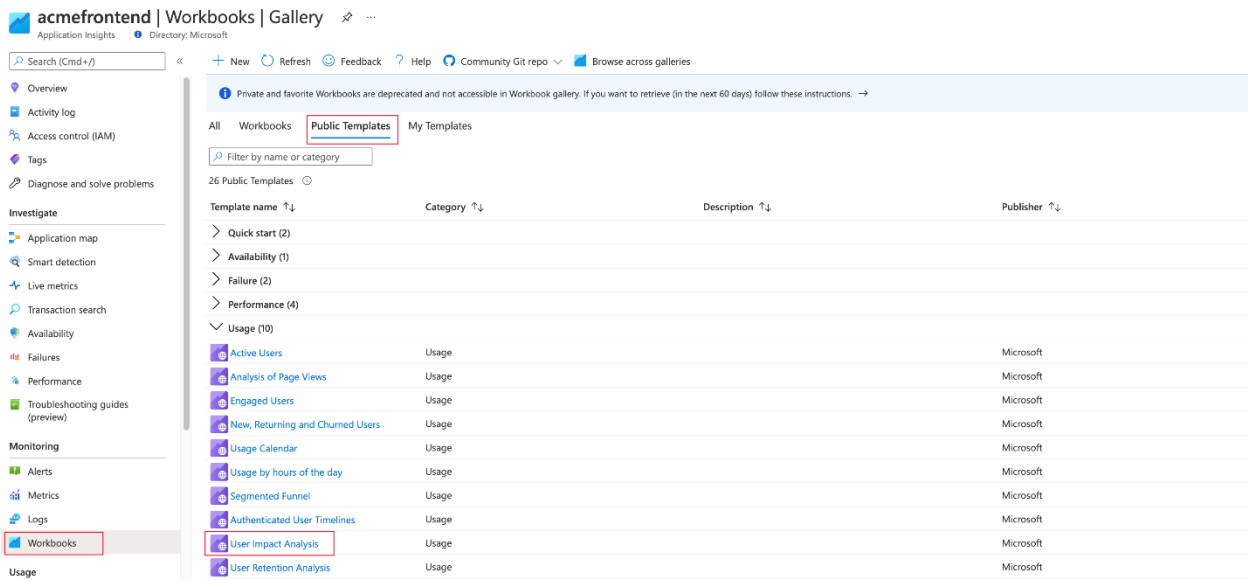 acmefrontend | Workbooks | Gallery ...
Application Insights Directory: Microsoft
Search (Cmd+/) «
Overview
Activity log
Access control (IAM)
Tags
Diagnose and solve problems
Investigate
Application map
Smart detection
Live metrics
Transaction search
Availability
Failures
Performance
Troubleshooting guides
(preview)
Monitoring
Alerts
Metrics
Logs
Workbooks
Usage
New Refresh Feedback Help Community Git repo Browse across galleries
Private and favorite Workbooks are deprecated and not accessible in Workbook gallery. If you want to retrieve (in the next 60 days) follow these instructions. →
All Workbooks Public Templates My Templates
Filter by name or category
26 Public Templates
Template name ↑↓ Category ↑↓ Description ↑↓ Publisher ↑↓
Quick start (2)
Availability (1)
Failure (2)
Performance (4)
Usage (10)
Active Users Usage Microsoft
Analysis of Page Views Usage Microsoft
Engaged Users Usage Microsoft
New, Returning and Churned Users Usage Microsoft
Usage Calendar Usage Microsoft
Usage by hours of the day Usage Microsoft
Segmented Funnel Usage Microsoft
Authenticated User Timelines Usage Microsoft
User Impact Analysis Usage Microsoft
User Retention Analysis Usage Microsoft